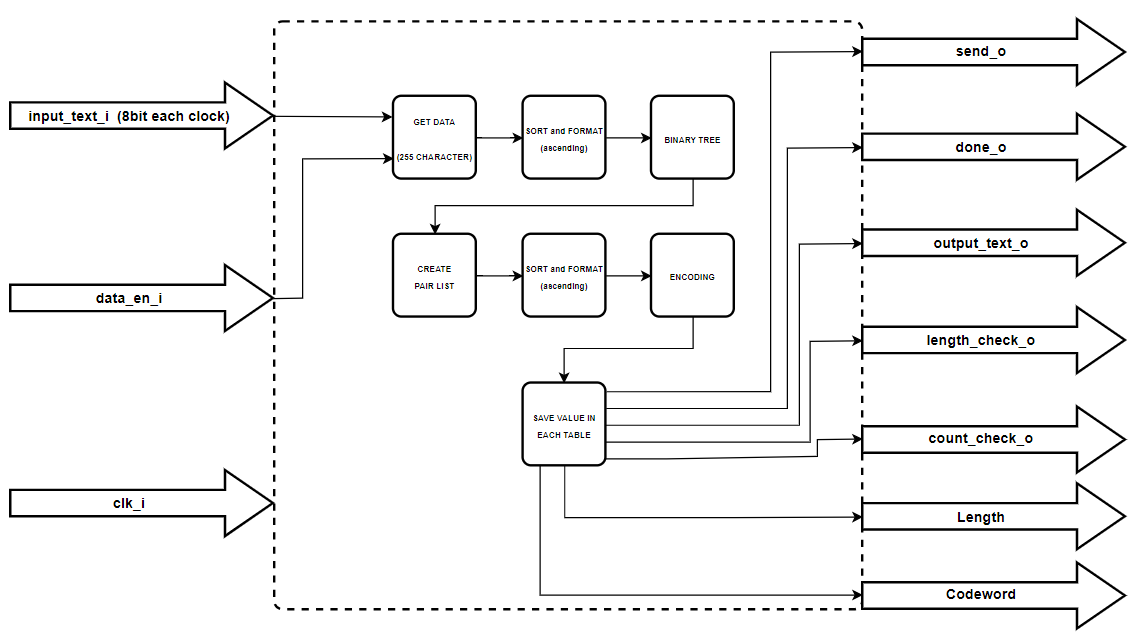 input_text_i (8bit each clock)
data_en_i
clk_i
GET DATA
(255 CHARACTER)
SORT and FORMAT
(ascending)
BINARY TREE
CREATE
PAIR LIST
SORT and FORMAT
(ascending)
ENCODING
SAVE VALUE IN
EACH TABLE
send_o
done_o
output_text_o
length_check_o
count_check_o
Length
Codeword